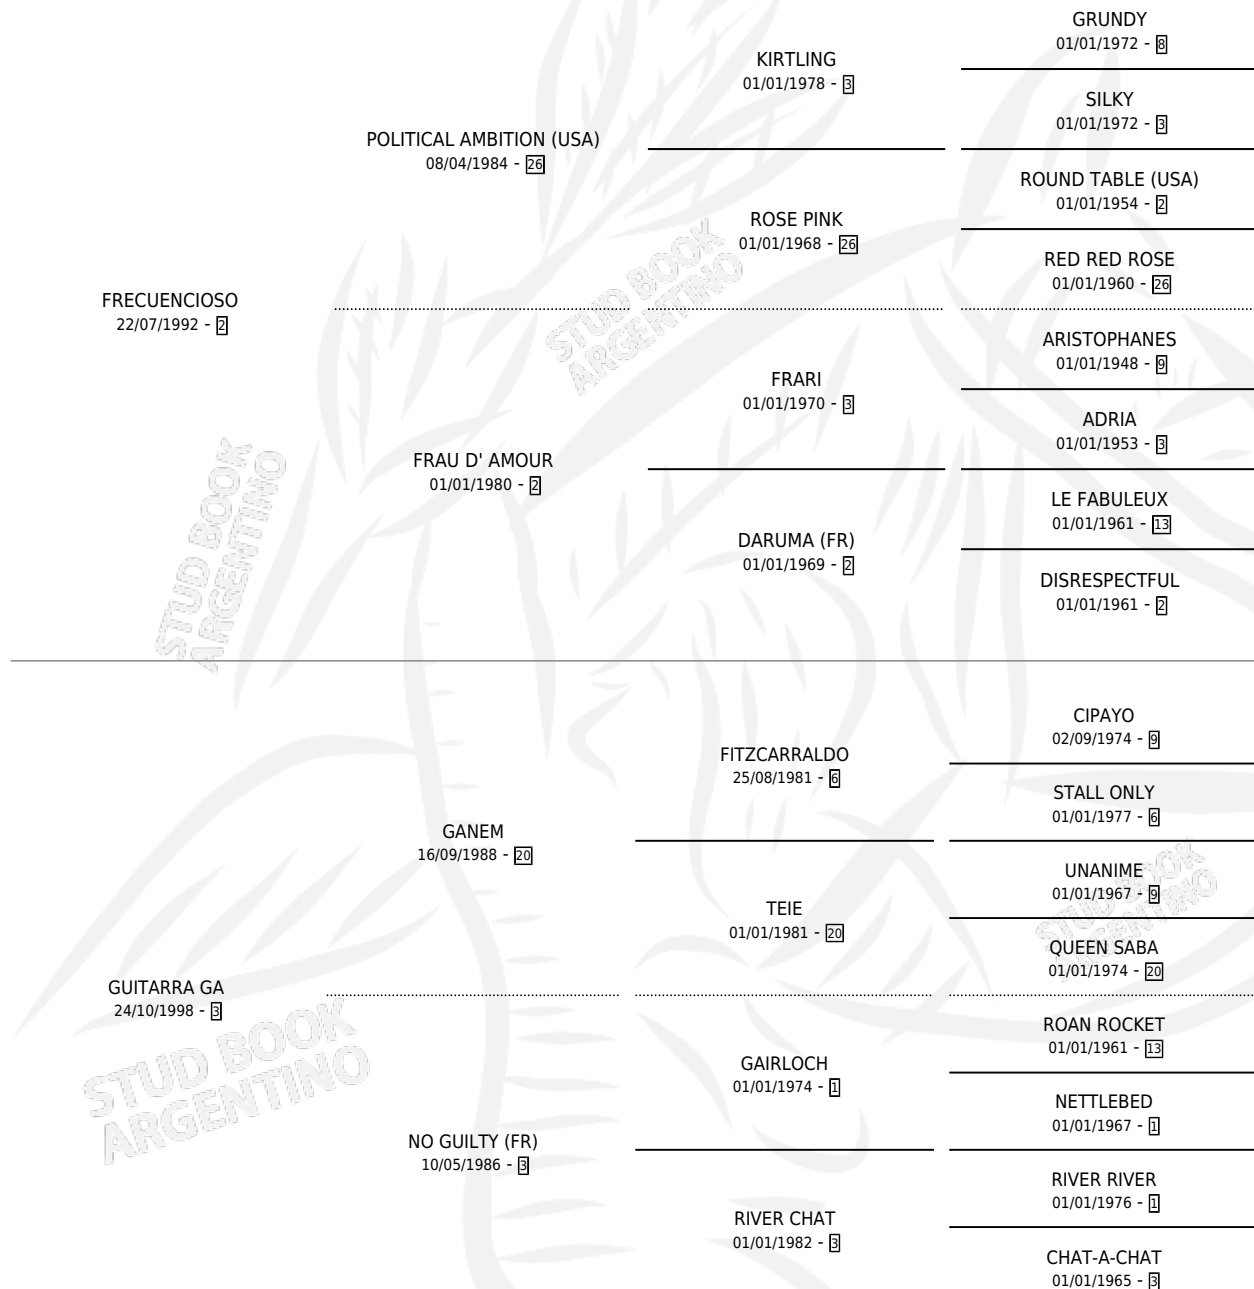 GRUNDY
01/01/1972 - 8
KIRTLING
01/01/1978 - 3
SILKY
01/01/1972 - 3
POLITICAL AMBITION (USA)
08/04/1984 - 26
ROUND TABLE (USA)
01/01/1954 - 2
ROSE PINK
01/01/1968 - 26
RED RED ROSE
01/01/1960 - 26
FRECUENCIOSO
22/07/1992 - 2
STUD BOOK
ARGENTINO
ARISTOPHANES
01/01/1948 - 9
FRARI
01/01/1970 - 3
ADRIA
01/01/1953 - 3
FRAU D' AMOUR
01/01/1980 - 2
LE FABULEUX
01/01/1961 - 13
DARUMA (FR)
01/01/1969 - 2
DISRESPECTFUL
01/01/1961 - 2
STUD BOOK
ARGENTINO
CIPAYO
02/09/1974 - 9
FITZCARRALDO
25/08/1981 - 6
STALL ONLY
01/01/1977 - 6
GANEM
16/09/1988 - 20
UNANIME
01/01/1967 - 9
TEIE
01/01/1981 - 20
QUEEN SABA
01/01/1974 - 20
STUD BOOK
ARGENTINO
GUITARRA GA
24/10/1998 - 3
ROAN ROCKET
01/01/1961 - 13
GAIRLOCH
01/01/1974 - 1
NETTLEBED
01/01/1967 - 1
STUD BOOK
ARGENTINO
NO GUILTY (FR)
10/05/1986 - 3
RIVER RIVER
01/01/1976 - 1
RIVER CHAT
01/01/1982 - 3
CHAT-A-CHAT
01/01/1965 - 3